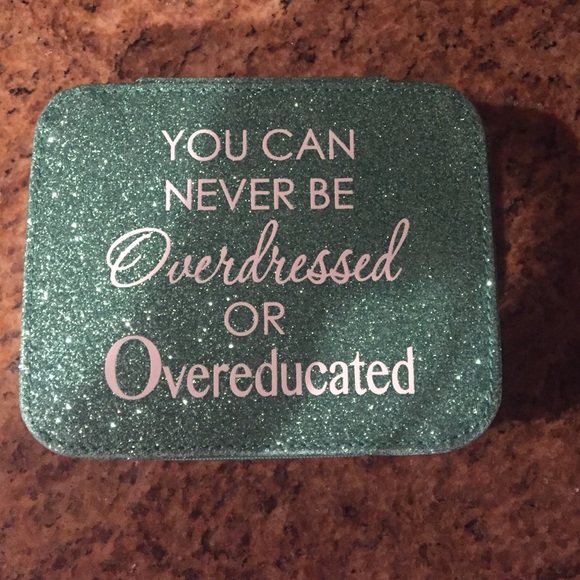 YOU CAN
NEVER BE
Overdressed
OR
Overeducated